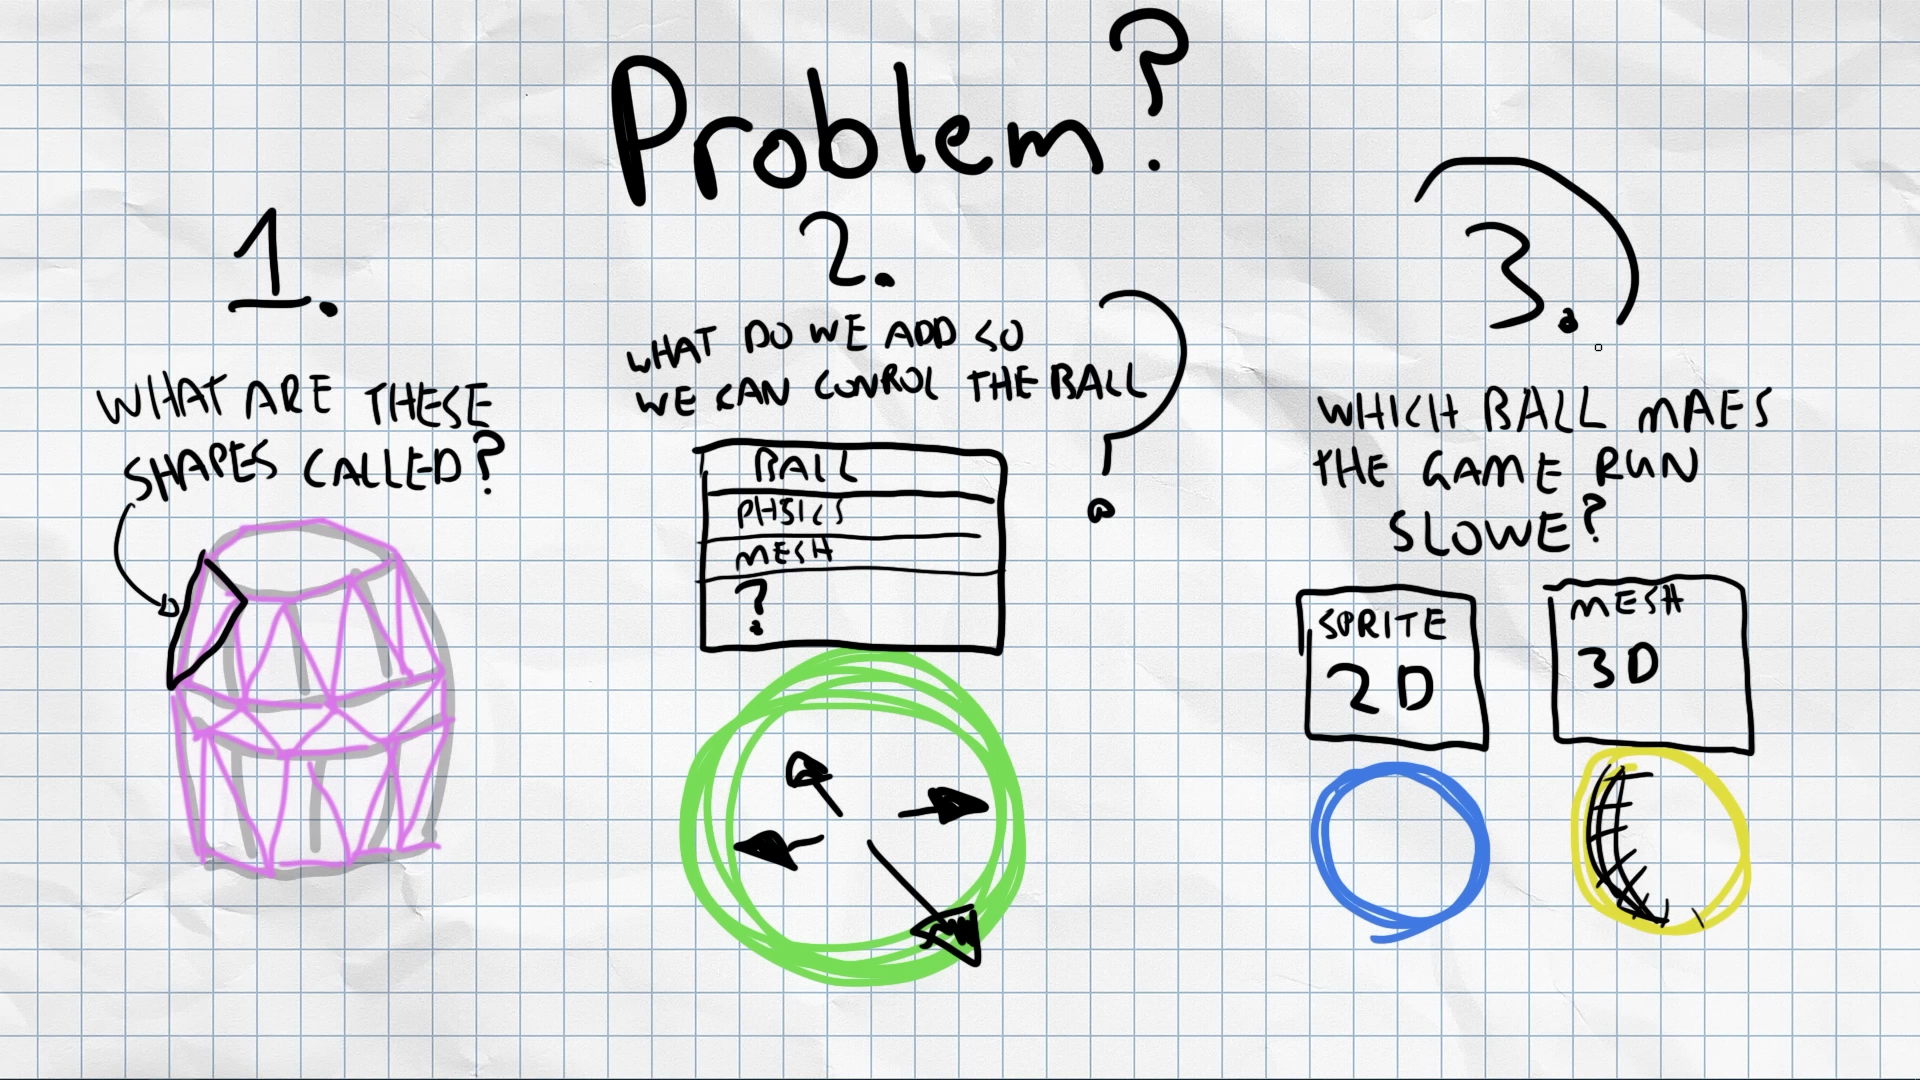 Problem?
1.
WHAT ARE THESE
SHAPES CALLED?
2.
WHAT DO WE ADD SO
WE CAN CONROL THE BALL
?
BALL
PHSICS
MESH
?
3.
WHICH BALL MAES
THE GAME RUN
SLOWE?
SPRITE
2D
MESH
3D